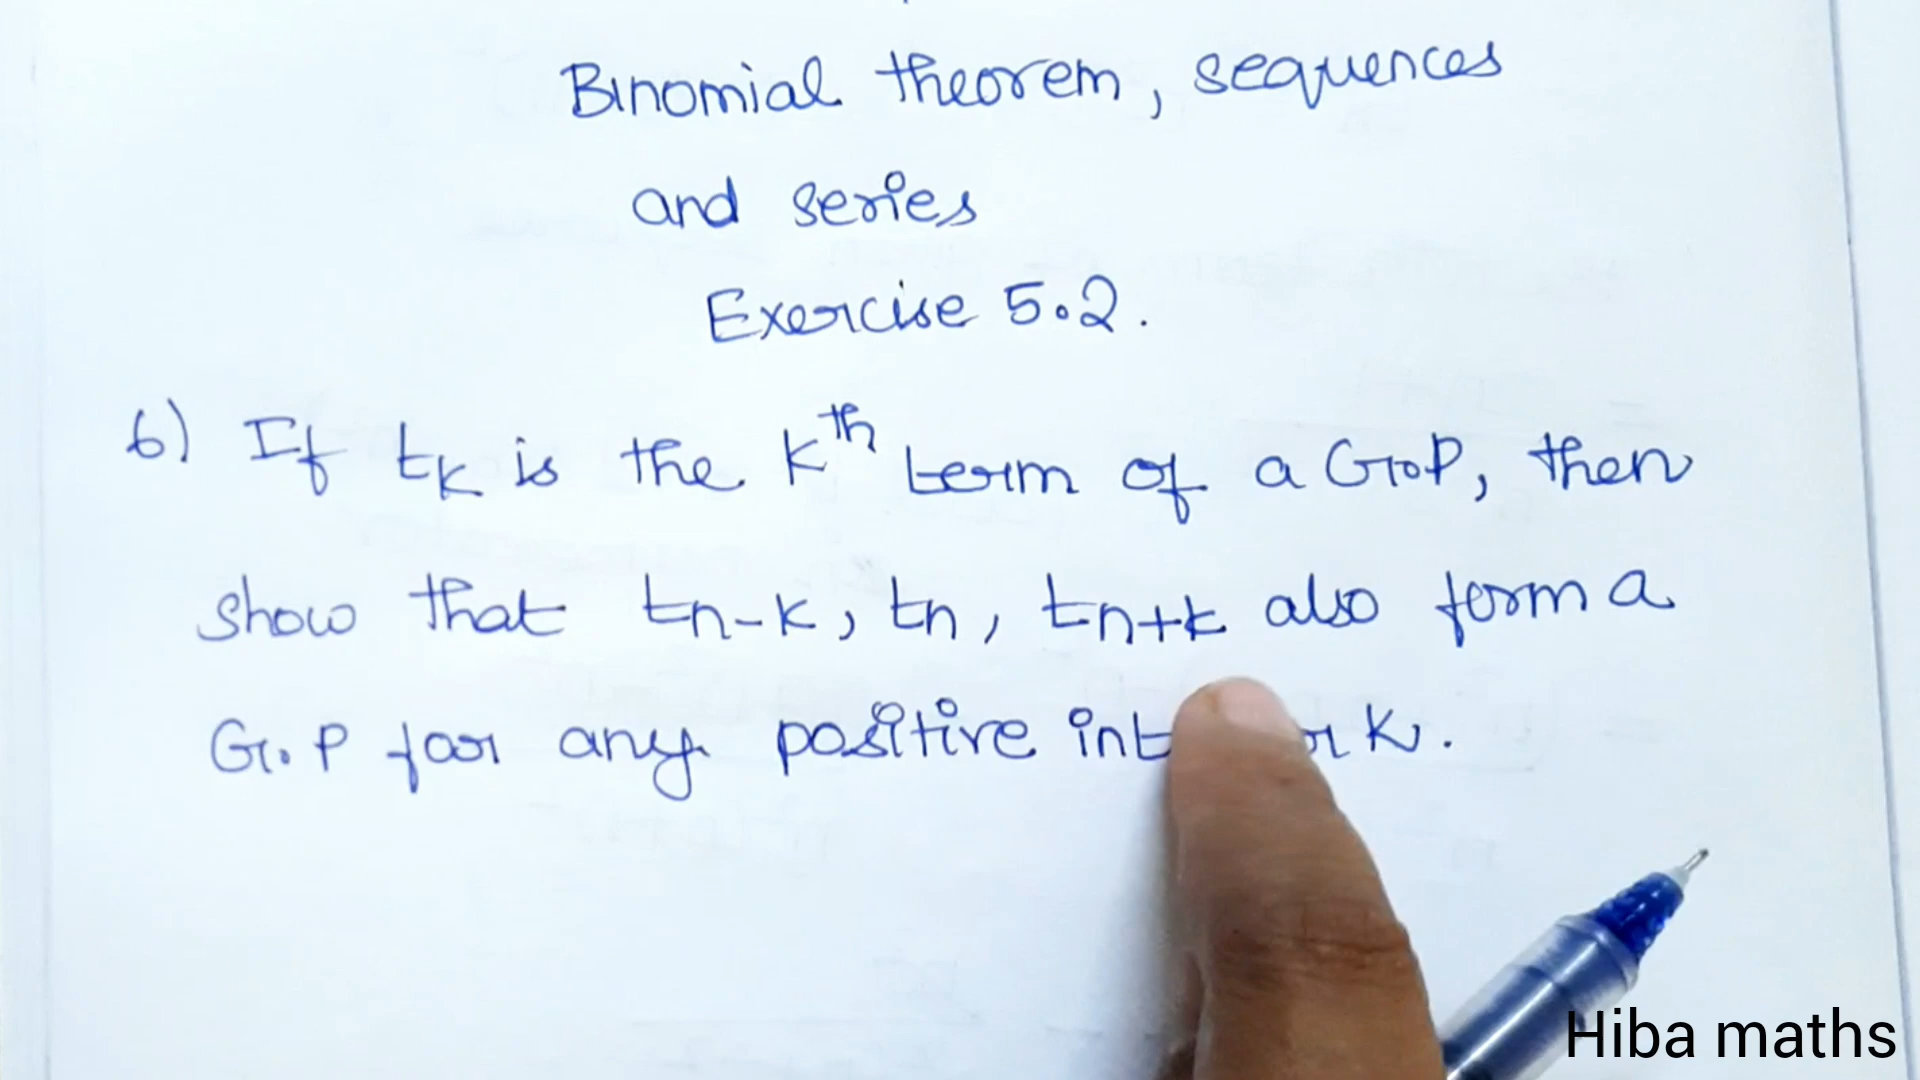 Binomial theorem, sequences
and series
Exercise 5.2.
6) If tk is the kth term of a G.P, then
show that tn-k, tn, tn+k also form a
G.P for any positive k.
Hiba maths